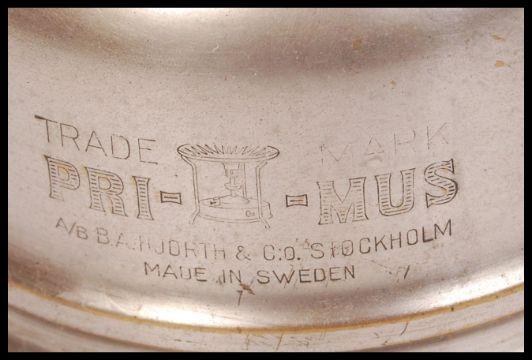 TRADE MARK
PRI-MUS
A/B B.A. HJORTH & C:O. STOCKHOLM
MADE IN SWEDEN